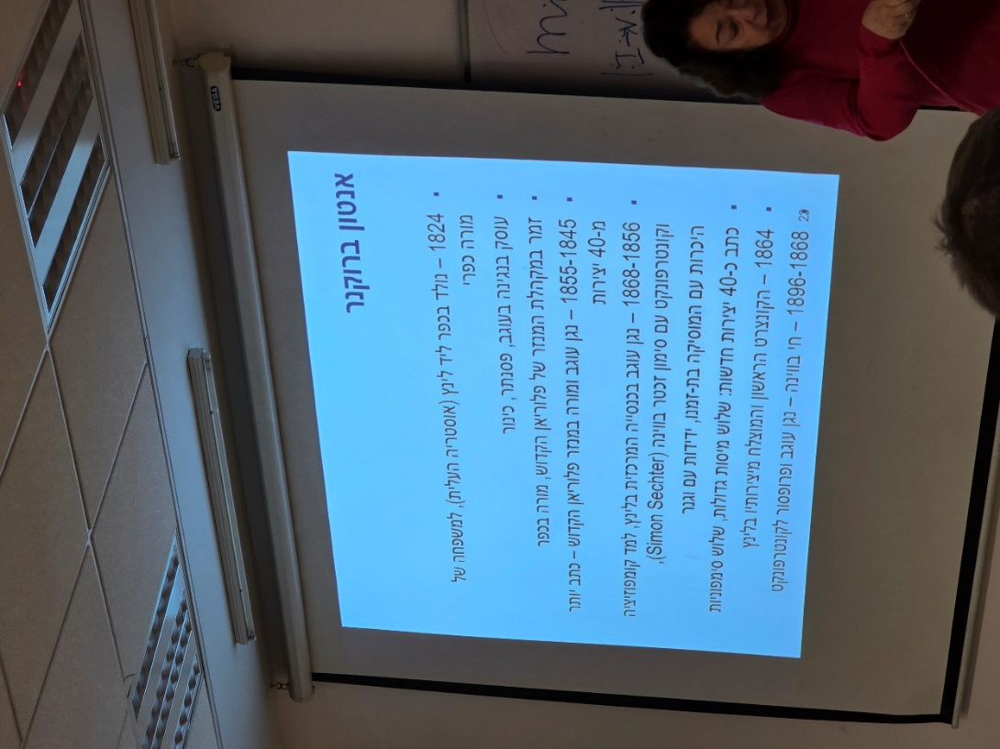 VEGA
אנטון ברוקנר
▪ 1824 – נולד בכפר ליד לינץ (אוסטריה העלית), למשפחה של
מורה כפרי
▪ עוסק בנגינה בעוגב, פסנתר, כינור
▪ זמר במקהלת המנזר של פלוריאן הקדוש, מורה בכפר
▪ 1855-1845 – נגן עוגב ומורה במנזר פלוריאן הקדוש – כתב יותר
מ-40 יצירות
▪ 1868-1856 – נגן עוגב בכנסייה המרכזית בלינץ, למד קומפוזיציה
וקונטרפונקט עם סימון זכטר בווינה (Simon Sechter),
היכרות עם המוסיקה בת-זמנו, ידידות עם וגנר
▪ כתב כ-40 יצירות חדשות: שלוש מיסות גדולות, שלוש סימפוניות
▪ 1864 – הקונצרט הראשון והמוצלח מיצירותיו בלינץ
1896-1868 – חי בווינה – נגן עוגב ופרופסור לקונטרפונקט